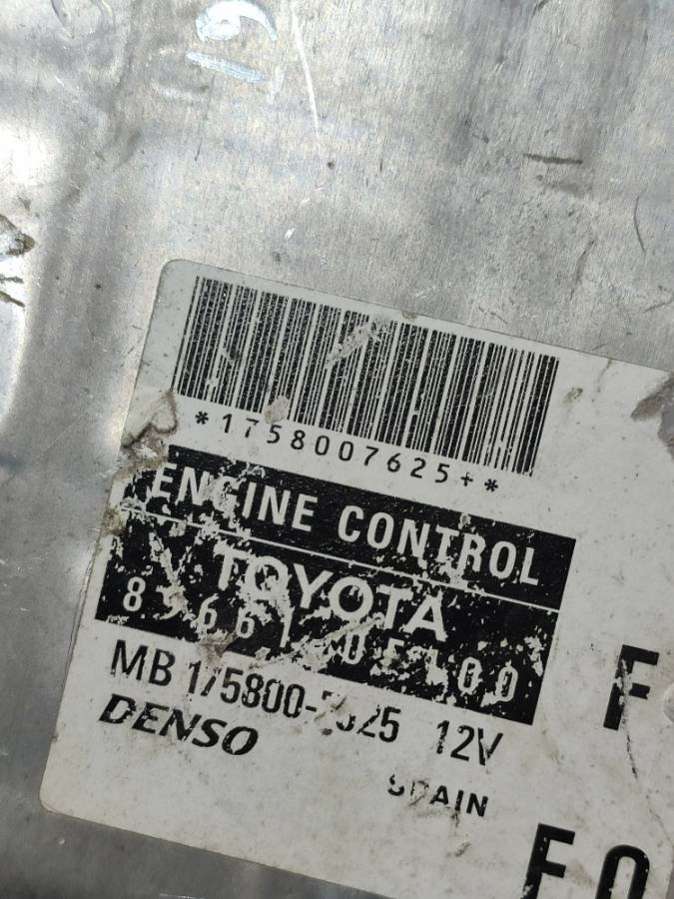 *1758007625+*
ENGINE CONTROL
TOYOTA
MB 12V
DENSO
SPAIN
F